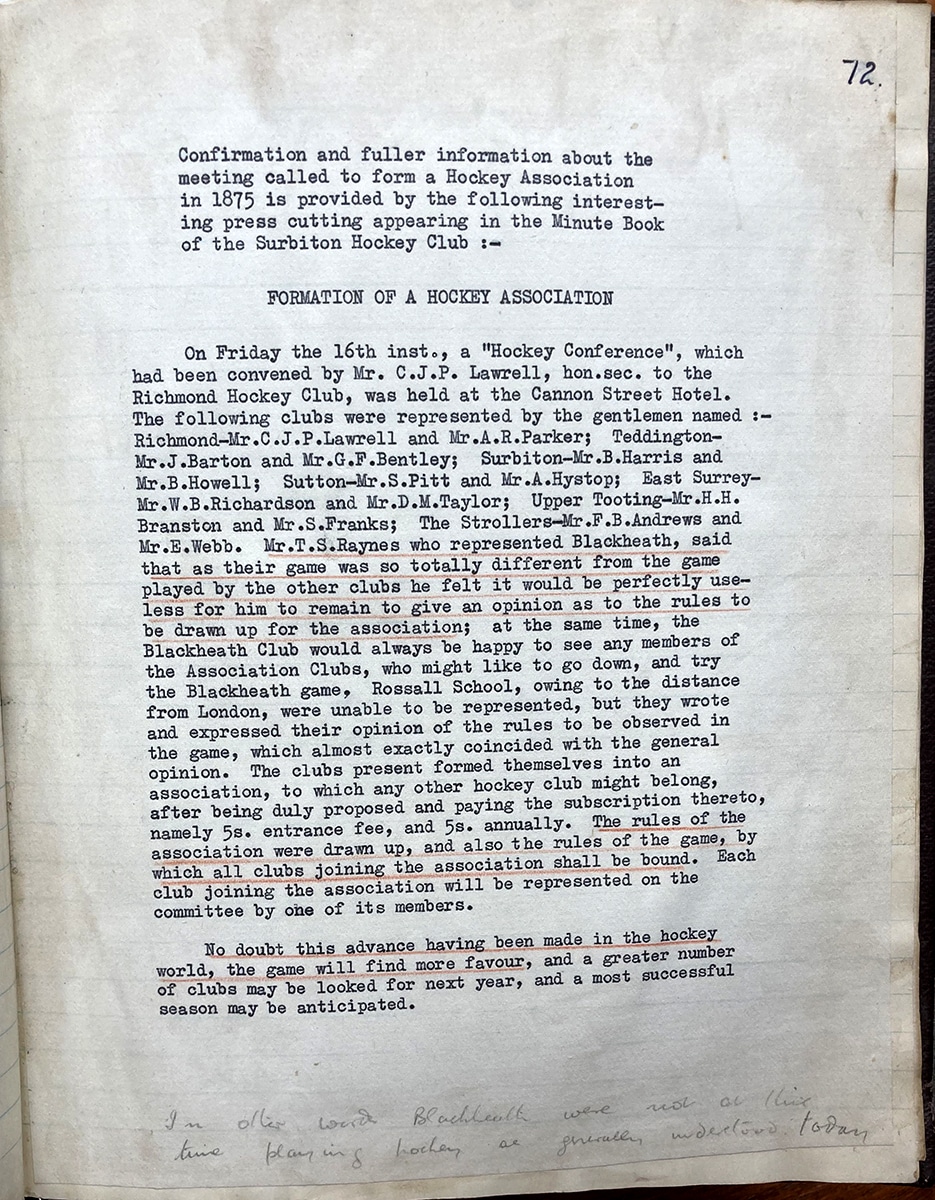 72.
Confirmation and fuller information about the
meeting called to form a Hockey Association
in 1875 is provided by the following interest-
ing press cutting appearing in the Minute Book
of the Surbiton Hockey Club :-
FORMATION OF A HOCKEY ASSOCIATION
On Friday the 16th inst., a "Hockey Conference", which
had been convened by Mr. C.J.P. Lawrell, hon.sec. to the
Richmond Hockey Club, was held at the Cannon Street Hotel.
The following clubs were represented by the gentlemen named :-
Richmond-Mr.C.J.P.Lawrell and Mr.A.R.Parker; Teddington-
Mr.J.Barton and Mr.G.F.Bentley; Surbiton-Mr.B.Harris and
Mr.B.Howell; Sutton-Mr.S.Pitt and Mr.A.Hystop; East Surrey-
Mr.W.B.Richardson and Mr.D.M.Taylor; Upper Tooting-Mr.H.H.
Branston and Mr.S.Franks; The Strollers-Mr.F.B.Andrews and
Mr.E.Webb. Mr.T.S.Raynes who represented Blackheath, said
that as their game was so totally different from the game
played by the other clubs he felt it would be perfectly use-
less for him to remain to give an opinion as to the rules to
be drawn up for the association; at the same time, the
Blackheath Club would always be happy to see any members of
the Association Clubs, who might like to go down, and try
the Blackheath game, Rossall School, owing to the distance
from London, were unable to be represented, but they wrote
and expressed their opinion of the rules to be observed in
the game, which almost exactly coincided with the general
opinion. The clubs present formed themselves into an
association, to which any other hockey club might belong,
after being duly proposed and paying the subscription thereto,
namely 5s. entrance fee, and 5s. annually. The rules of the
association were drawn up, and also the rules of the game, by
which all clubs joining the association shall be bound. Each
club joining the association will be represented on the
committee by one of its members.
No doubt this advance having been made in the hockey
world, the game will find more favour, and a greater number
of clubs may be looked for next year, and a most successful
season may be anticipated.
In other words Blackheath were not at this
time playing hockey as generally understood today